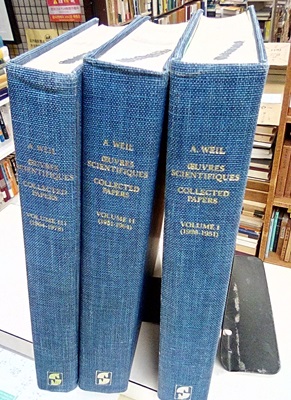 A. WEIL
ŒUVRES
SCIENTIFIQUES
COLLECTED
PAPERS
VOLUME III
(1964-1978)
A. WEIL
ŒUVRES
SCIENTIFIQUES
COLLECTED
PAPERS
VOLUME II
(1951-1964)
A. WEIL
ŒUVRES
SCIENTIFIQUES
COLLECTED
PAPERS
VOLUME I
(1926-1951)